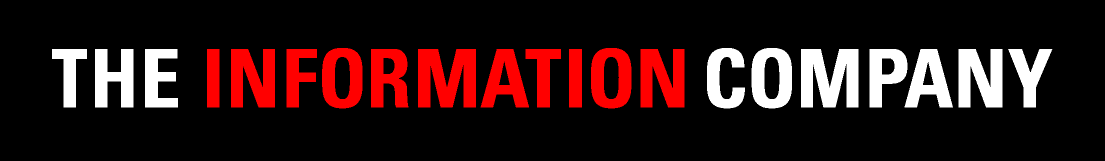 THE INFORMATION COMPANY